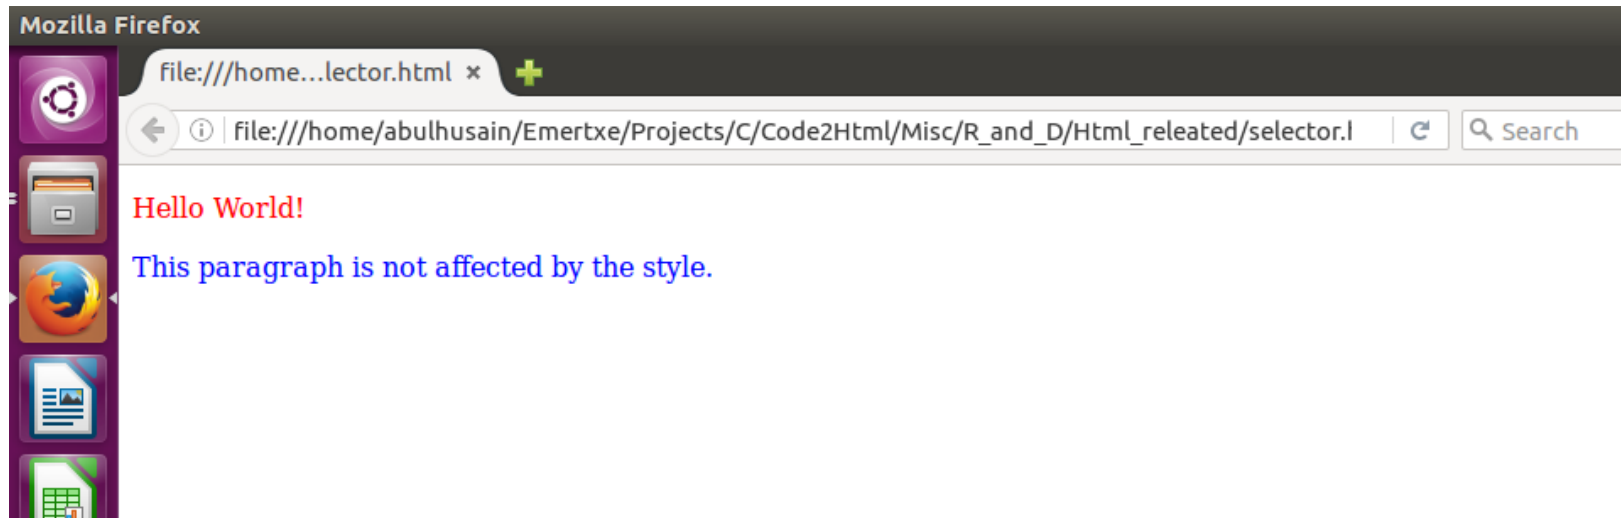 Mozilla Firefox
file:///home...lector.html ×
file:///home/abulhusain/Emertxe/Projects/C/Code2Html/Misc/R_and_D/Html_releated/selector.h
Search
Hello World!
This paragraph is not affected by the style.